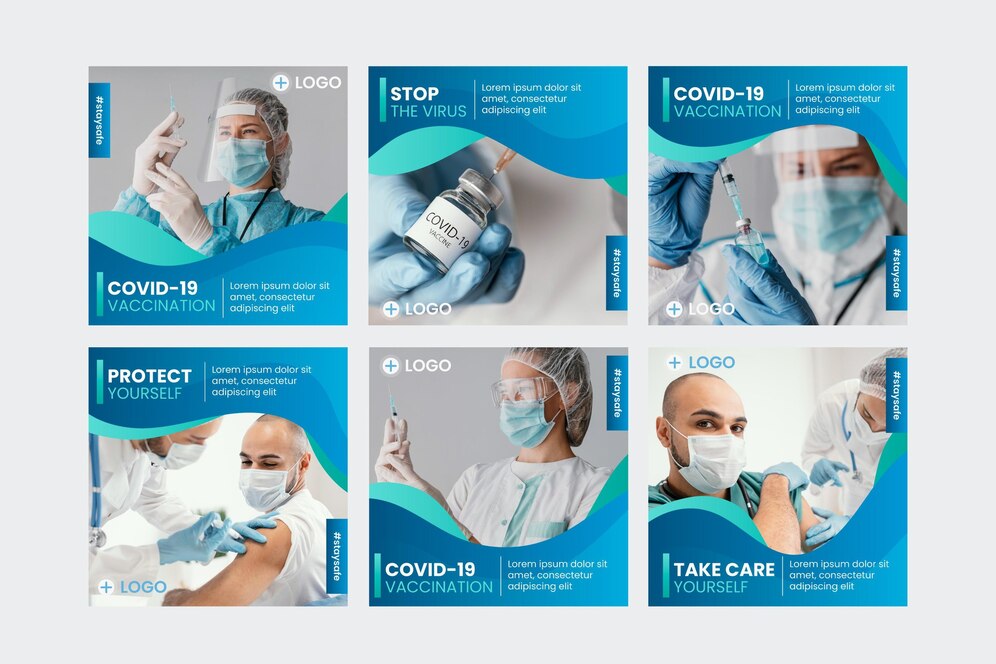 LOGO
#staysafe
COVID-19
VACCINATION
Lorem ipsum dolor sit
amet, consectetur
adipiscing elit
STOP
THE VIRUS
Lorem ipsum dolor sit
amet, consectetur
adipiscing elit
COVID-19
VACCINE
#staysafe
LOGO
COVID-19
VACCINATION
Lorem ipsum dolor sit
amet, consectetur
adipiscing elit
#staysafe
LOGO
PROTECT
YOURSELF
Lorem ipsum dolor sit
amet, consectetur
adipiscing elit
#staysafe
LOGO
LOGO
#staysafe
COVID-19
VACCINATION
Lorem ipsum dolor sit
amet, consectetur
adipiscing elit
LOGO
#staysafe
TAKE CARE
YOURSELF
Lorem ipsum dolor sit
amet, consectetur
adipiscing elit